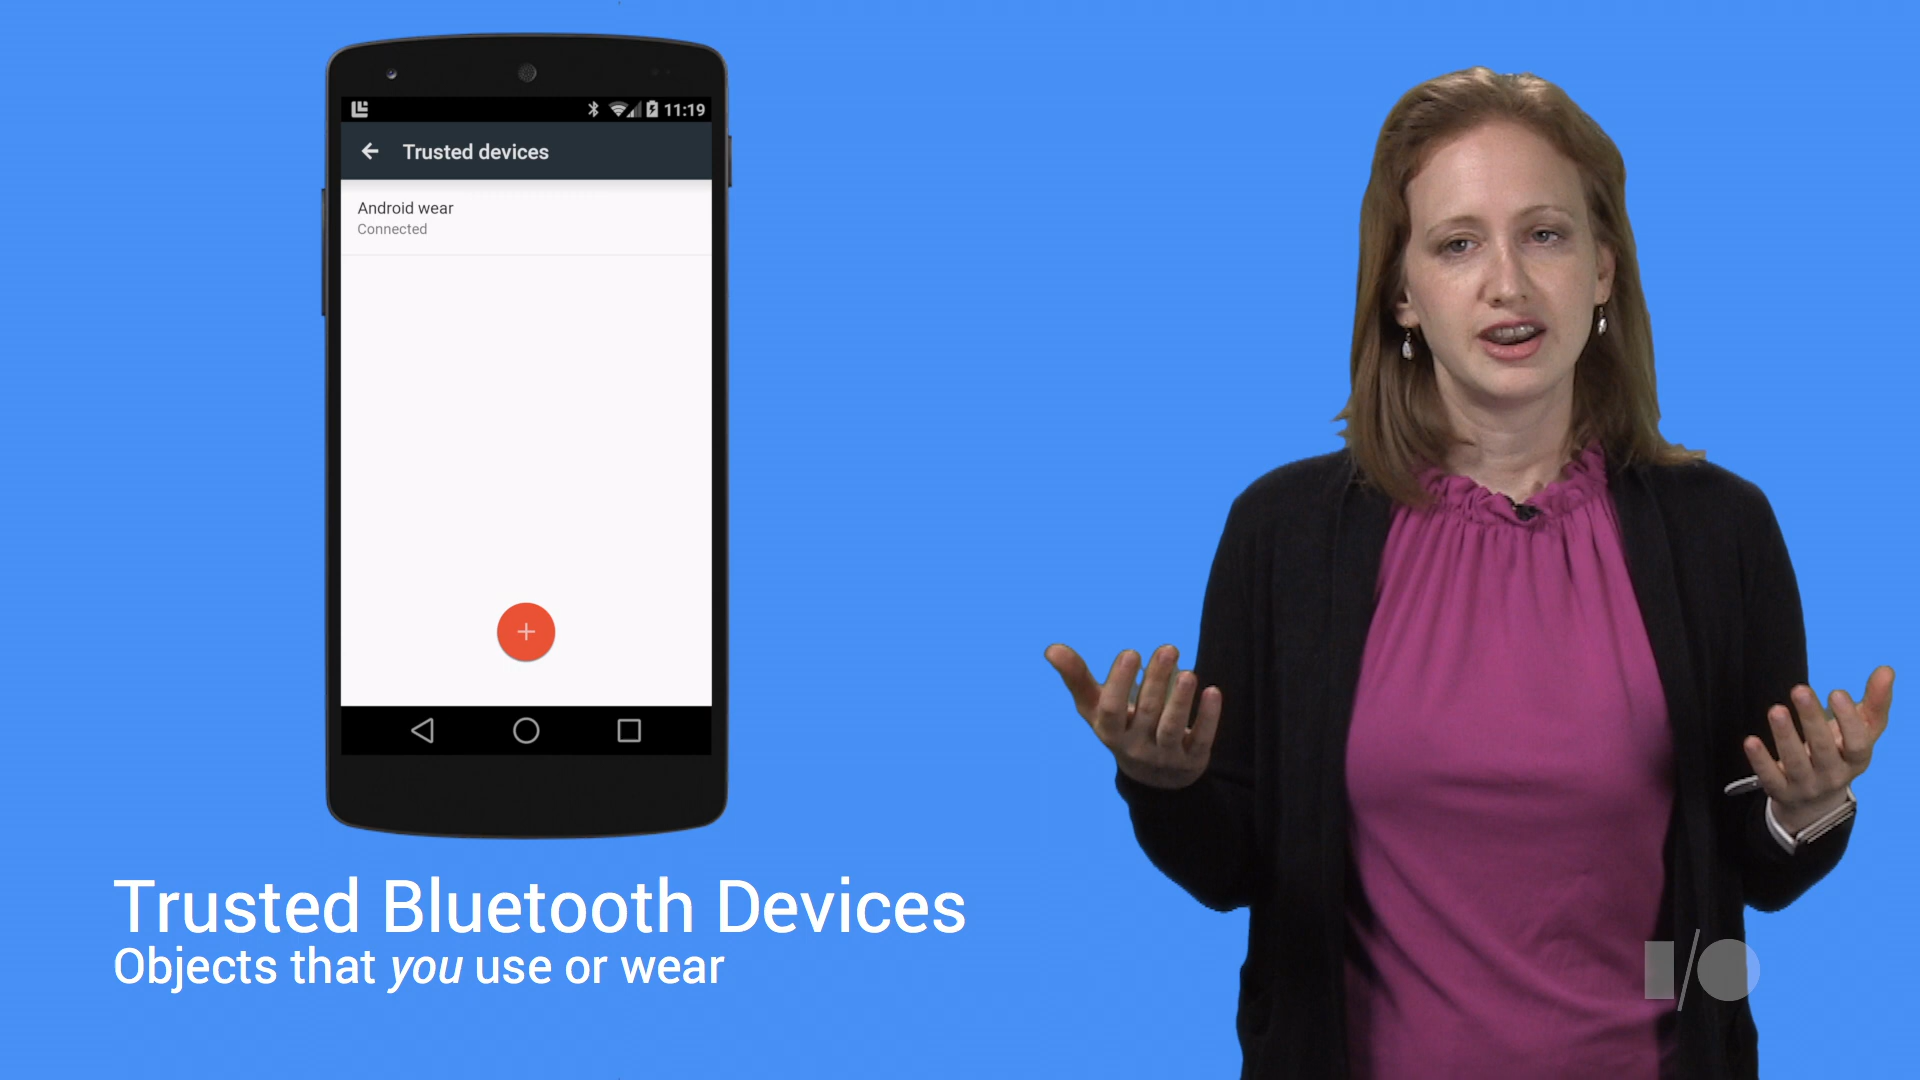 11:19
Trusted devices
Android wear
Connected
Trusted Bluetooth Devices
Objects that you use or wear
I/O